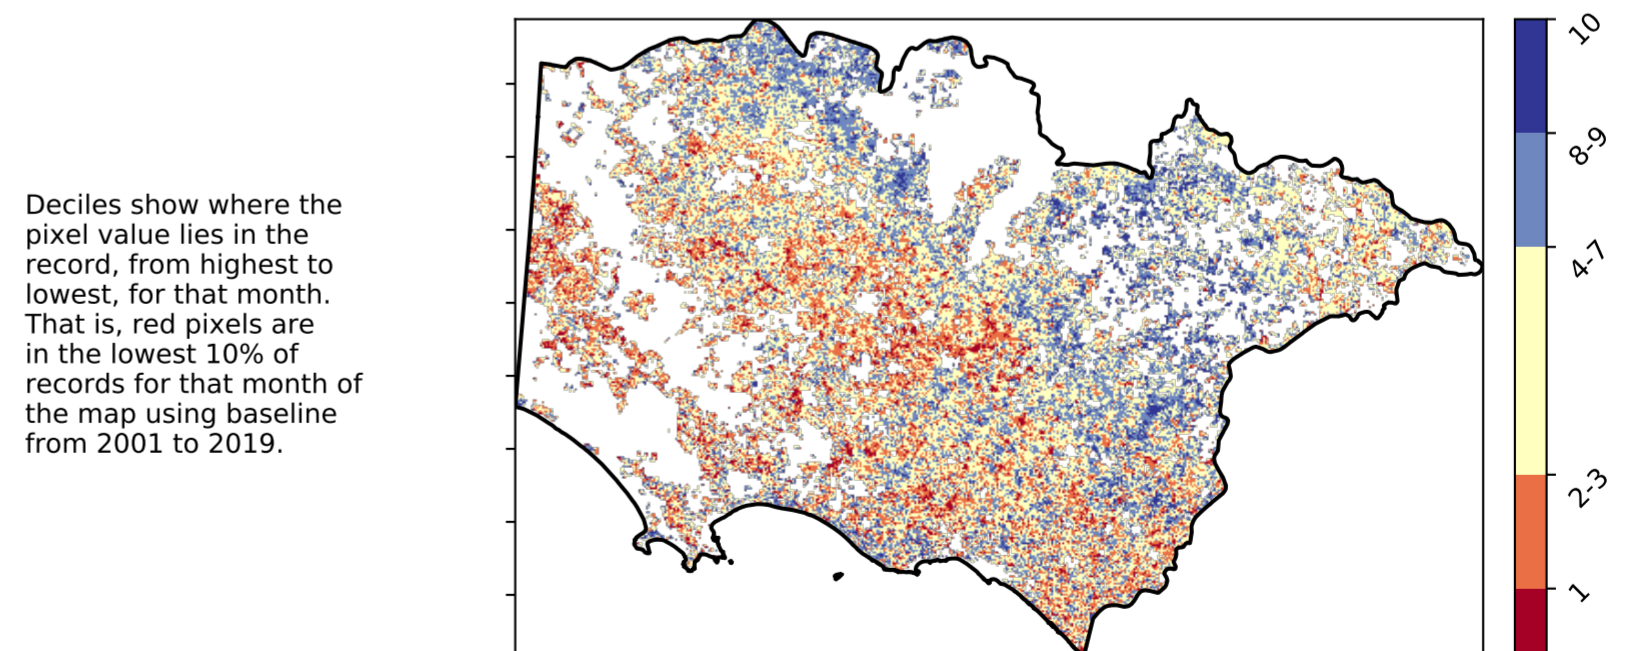 Deciles show where the
pixel value lies in the
record, from highest to
lowest, for that month.
That is, red pixels are
in the lowest 10% of
records for that month of
the map using baseline
from 2001 to 2019.
10
8-9
4-7
2-3
1